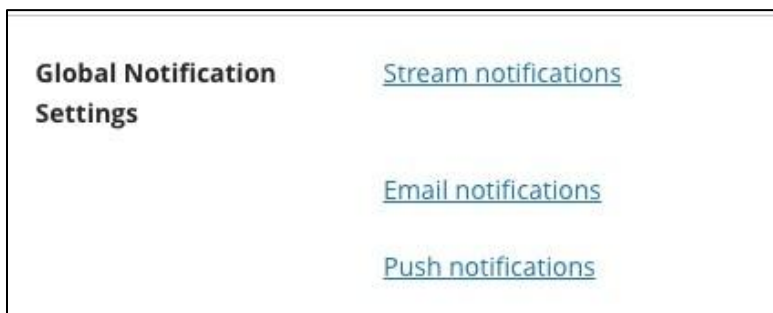 Global Notification
Settings
Stream notifications
Email notifications
Push notifications